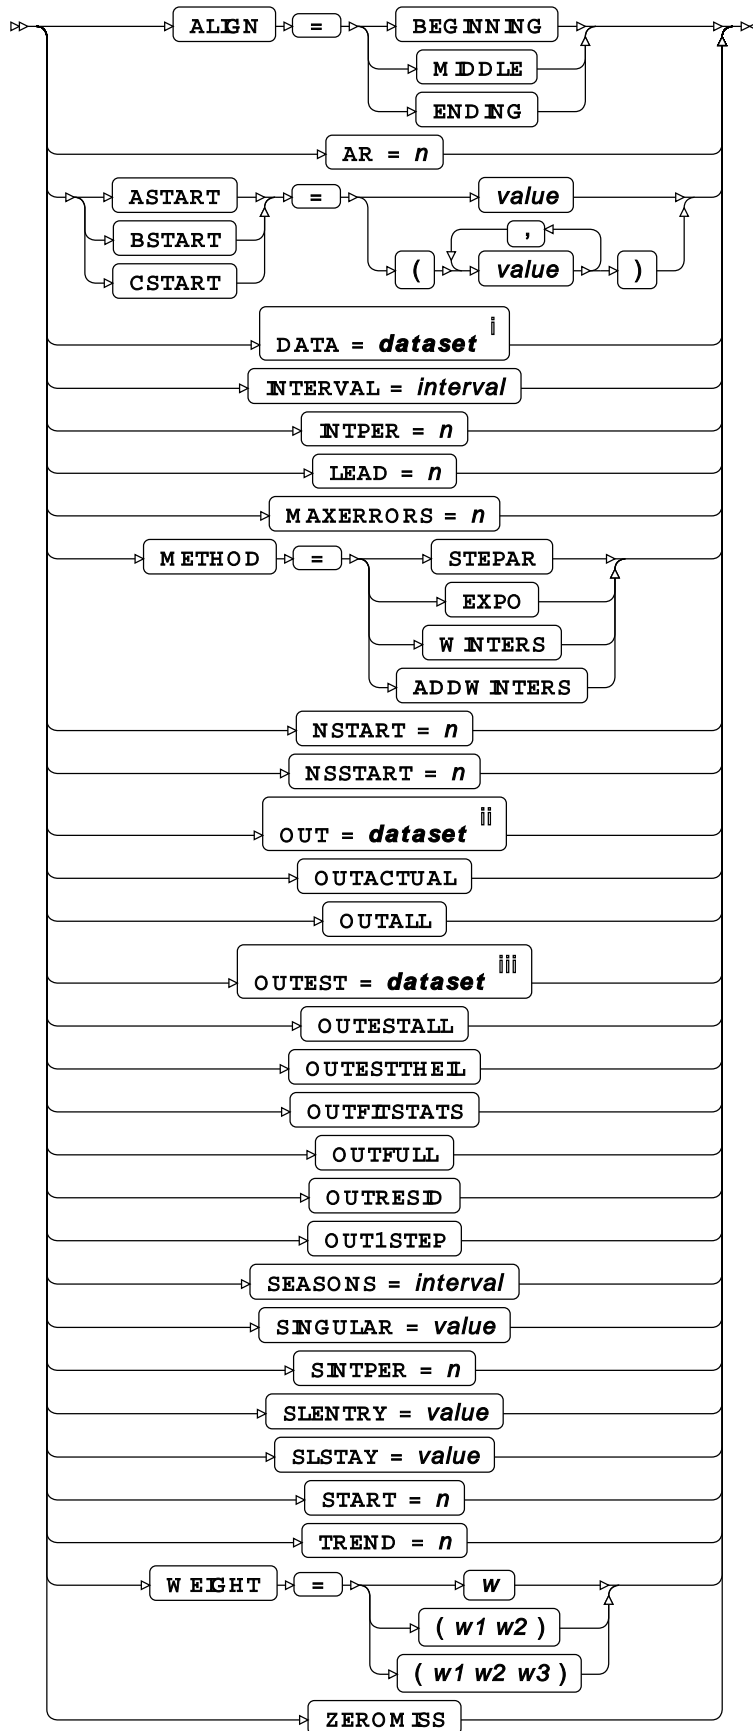 ALIGN = BEGINNING
MIDDLE
ENDING
AR = n
ASTART = value
BSTART ,
CSTART ( value )
DATA = dataset i
INTERVAL = interval
INTPER = n
LEAD = n
MAXERRORS = n
METHOD = STEPAR
EXPO
WINTERS
ADDWINTERS
NSTART = n
NSSTART = n
OUT = dataset ii
OUTACTUAL
OUTALL
OUTEST = dataset iii
OUTESTALL
OUTESTTHEIL
OUTFITSTATS
OUTFULL
OUTRESID
OUT1STEP
SEASONS = interval
SINGULAR = value
SINTPER = n
SLENTRY = value
SLSTAY = value
START = n
TREND = n
WEIGHT = w
( w1 w2 )
( w1 w2 w3 )
ZEROMISS